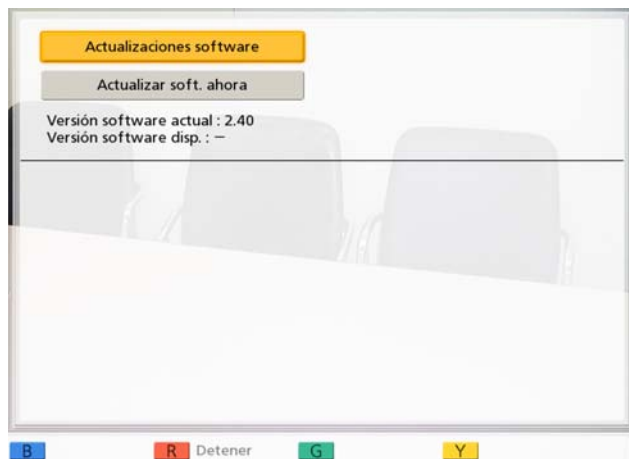 Actualizaciones software
Actualizar soft. ahora
Versión software actual : 2.40
Versión software disp. : —
B R Detener G Y